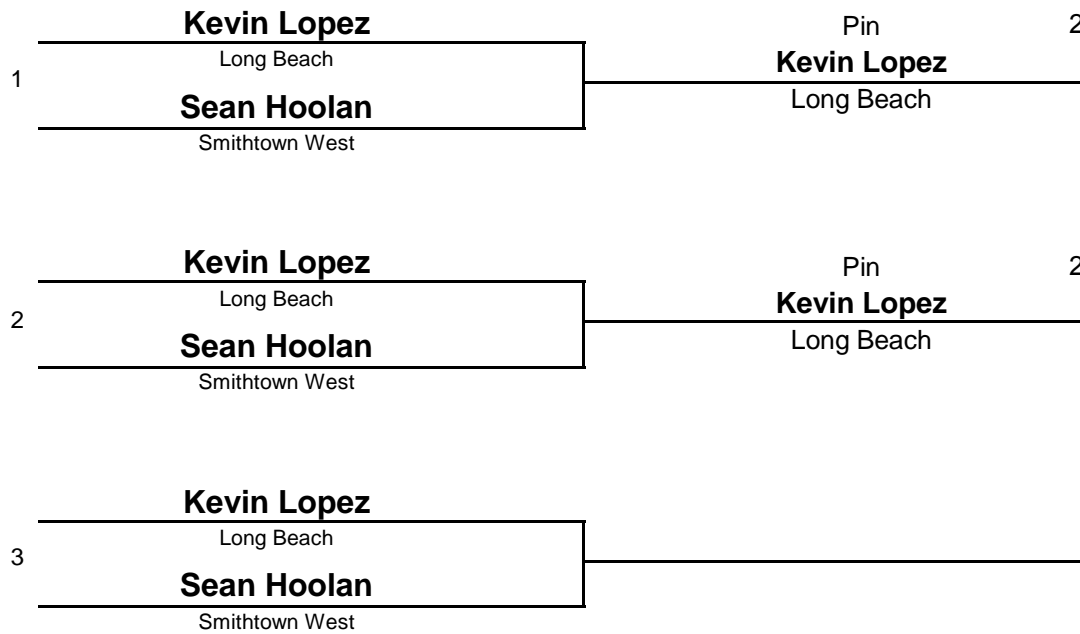 Kevin Lopez
Pin 2
Long Beach
Kevin Lopez
1
Sean Hoolan
Long Beach
Smithtown West
Kevin Lopez
Pin 2
Long Beach
Kevin Lopez
2
Sean Hoolan
Long Beach
Smithtown West
Kevin Lopez
Long Beach
3
Sean Hoolan
Smithtown West